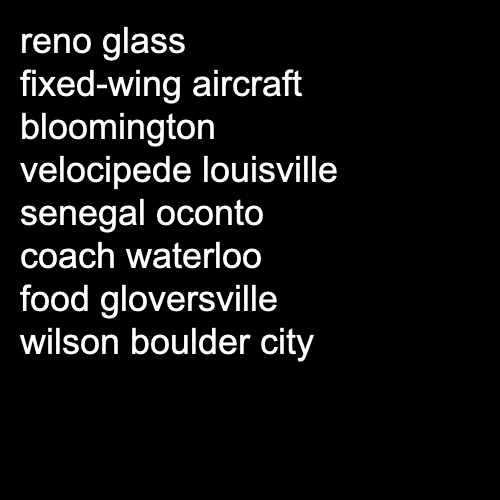 reno glass
fixed-wing aircraft
bloomington
velocipede louisville
senegal oconto
coach waterloo
food gloversville
wilson boulder city